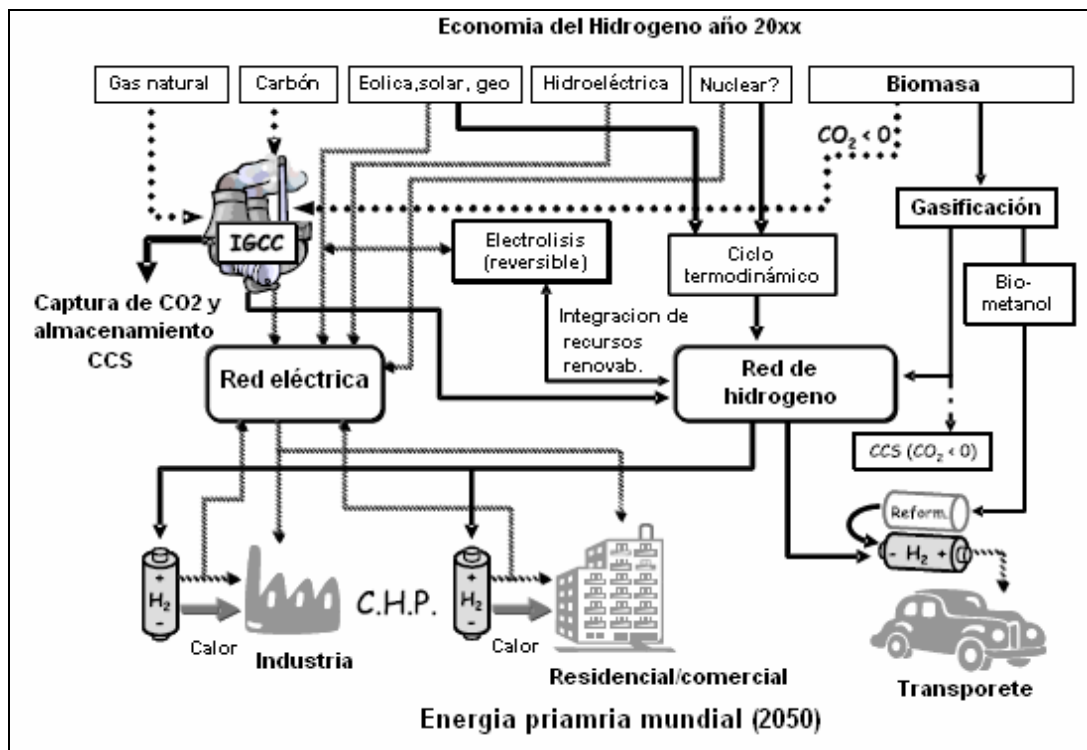 Economia del Hidrogeno año 20xx
Gas natural
Carbón
Eolica,solar, geo
Hidroeléctrica
Nuclear?
Biomasa
CO2 < 0
Gasificación
IGCC
Electrolisis
(reversible)
Ciclo
termodinámico
Bio-
metanol
Captura de CO2 y
almacenamiento
CCS
Integracion de
recursos
renovab.
Red eléctrica
Red de
hidrogeno
CCS (CO2 < 0)
Reform.
- H2 +
+
H2
-
Calor
Industria
C.H.P.
+
H2
-
Calor
Residencial/comercial
Transporete
Energia priamria mundial (2050)